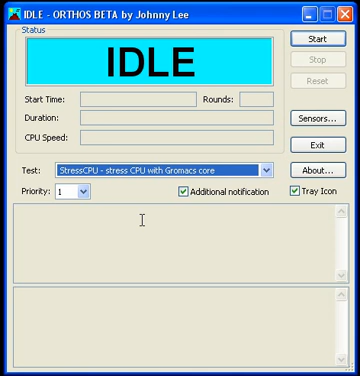 IDLE - ORTHOS BETA by Johnny Lee
Status
IDLE
Start
Stop
Reset
Start Time:
Rounds:
Duration:
CPU Speed:
Sensors...
Exit
Test:
StressCPU - stress CPU with Gromacs core
About...
Priority:
1
Additional notification
Tray Icon